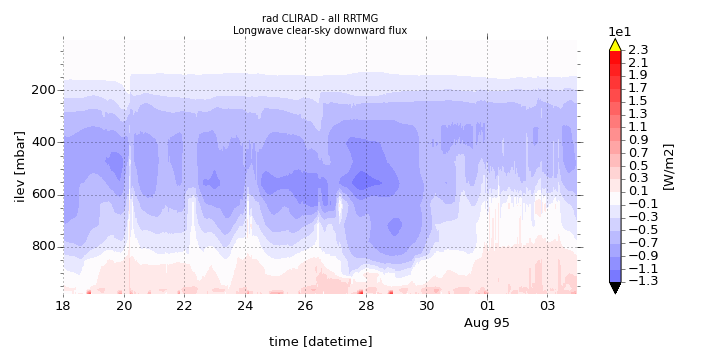 rad CLIRAD - all RRTMG
Longwave clear-sky downward flux
1e1
ilev [mbar]
200
400
600
800
18 20 22 24 26 28 30 01 03
Aug 95
time [datetime]
2.3
2.1
1.9
1.7
1.5
1.3
1.1
0.9
0.7
0.5
0.3
0.1
−0.1
−0.3
−0.5
−0.7
−0.9
−1.1
−1.3
[W/m2]